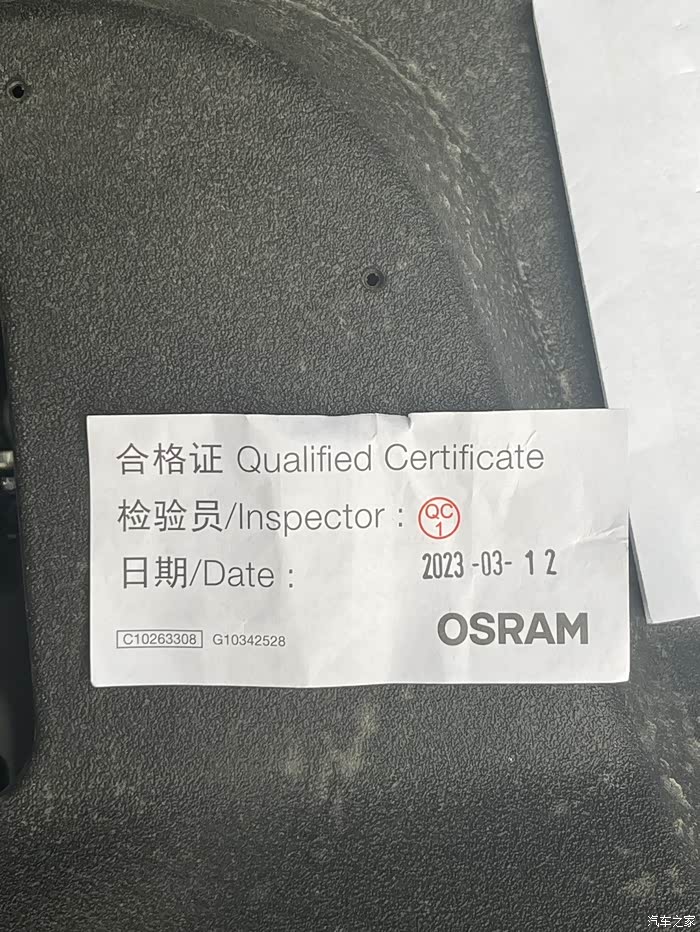 合格证 Qualified Certificate
检验员/Inspector : QC 1
日期/Date : 2023-03-12
C10263308 G10342528
OSRAM
汽车之家